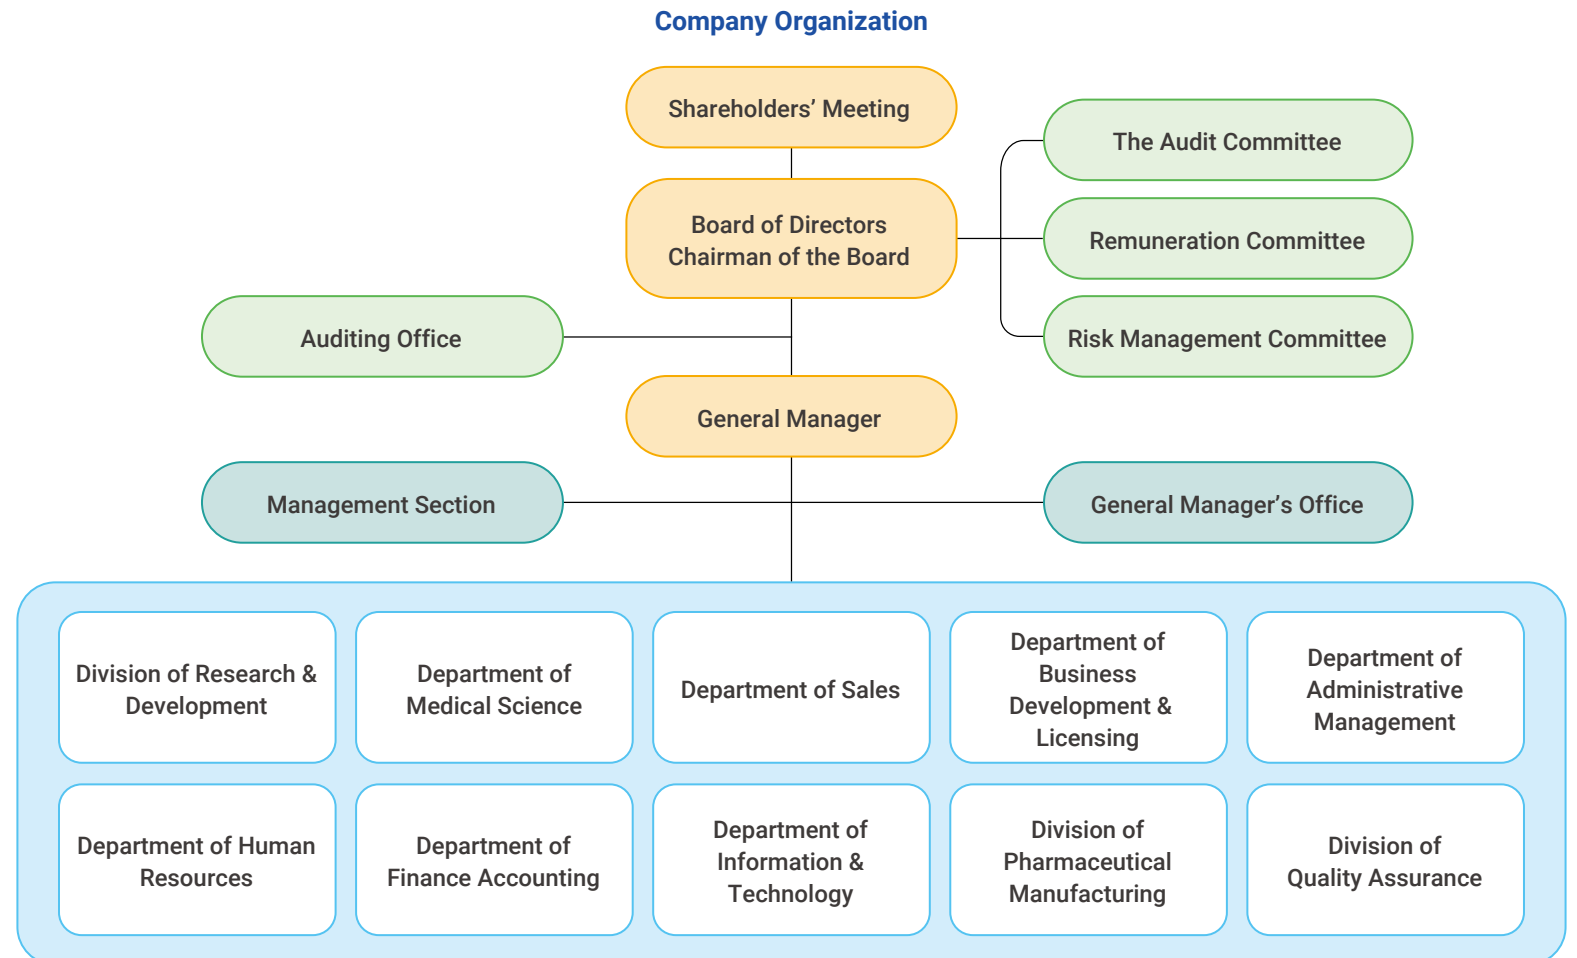 Company Organization
Shareholders’ Meeting
The Audit Committee
Board of Directors
Chairman of the Board
Remuneration Committee
Auditing Office
Risk Management Committee
General Manager
Management Section
General Manager’s Office
Division of Research &
Development
Department of
Medical Science
Department of Sales
Department of
Business
Development &
Licensing
Department of
Administrative
Management
Department of Human
Resources
Department of
Finance Accounting
Department of
Information &
Technology
Division of
Pharmaceutical
Manufacturing
Division of
Quality Assurance